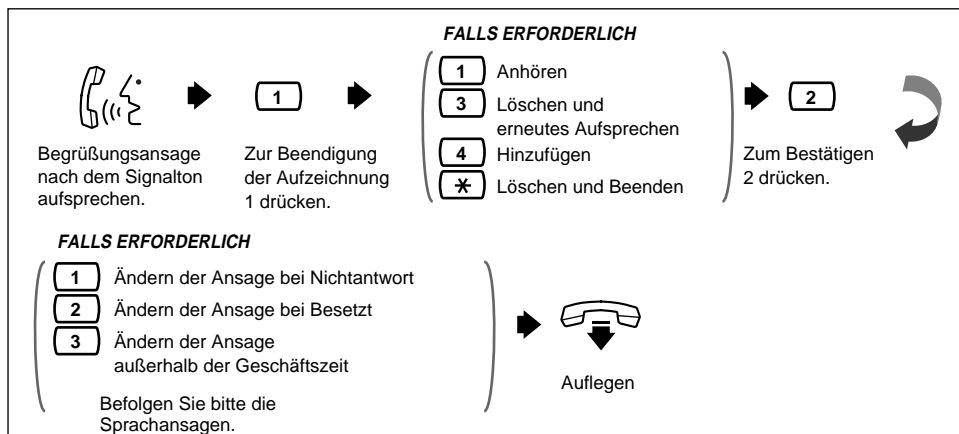 FALLS ERFORDERLICH
Begrüßungsansage
nach dem Signalton
aufsprechen.
1
Zur Beendigung
der Aufzeichnung
1 drücken.
1 Anhören
3 Löschen und
erneutes Aufsprechen
4 Hinzufügen
* Löschen und Beenden
2
Zum Bestätigen
2 drücken.
FALLS ERFORDERLICH
1 Ändern der Ansage bei Nichtantwort
2 Ändern der Ansage bei Besetzt
3 Ändern der Ansage
außerhalb der Geschäftszeit
Befolgen Sie bitte die
Sprachansagen.
Auflegen